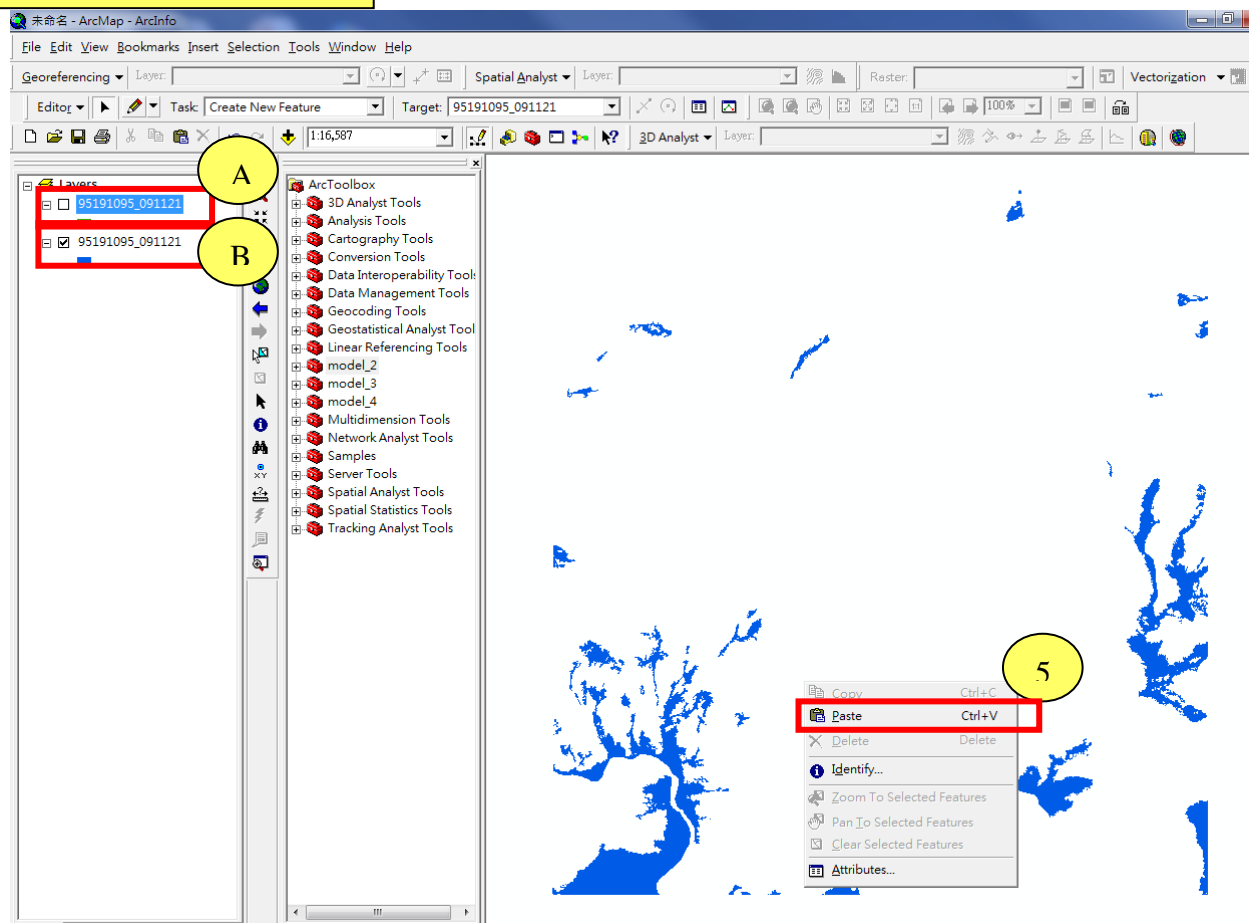 未命名 - ArcMap - ArcInfo
File Edit View Bookmarks Insert Selection Tools Window Help
Georeferencing Layer: Spatial Analyst Layer: Raster: Vectorization
Editor Task: Create New Feature Target: 95191095_091121 100%
1:16,587 3D Analyst Layer:
A
Layers
95191095_091121
B
95191095_091121
ArcToolbox
3D Analyst Tools
Analysis Tools
Cartography Tools
Conversion Tools
Data Interoperability Tools
Data Management Tools
Geocoding Tools
Geostatistical Analyst Tool
Linear Referencing Tools
model_2
model_3
model_4
Multidimension Tools
Network Analyst Tools
Samples
Server Tools
Spatial Analyst Tools
Spatial Statistics Tools
Tracking Analyst Tools
5
Copy Ctrl+C
Paste Ctrl+V
Delete Delete
Identify...
Zoom To Selected Features
Pan To Selected Features
Clear Selected Features
Attributes...